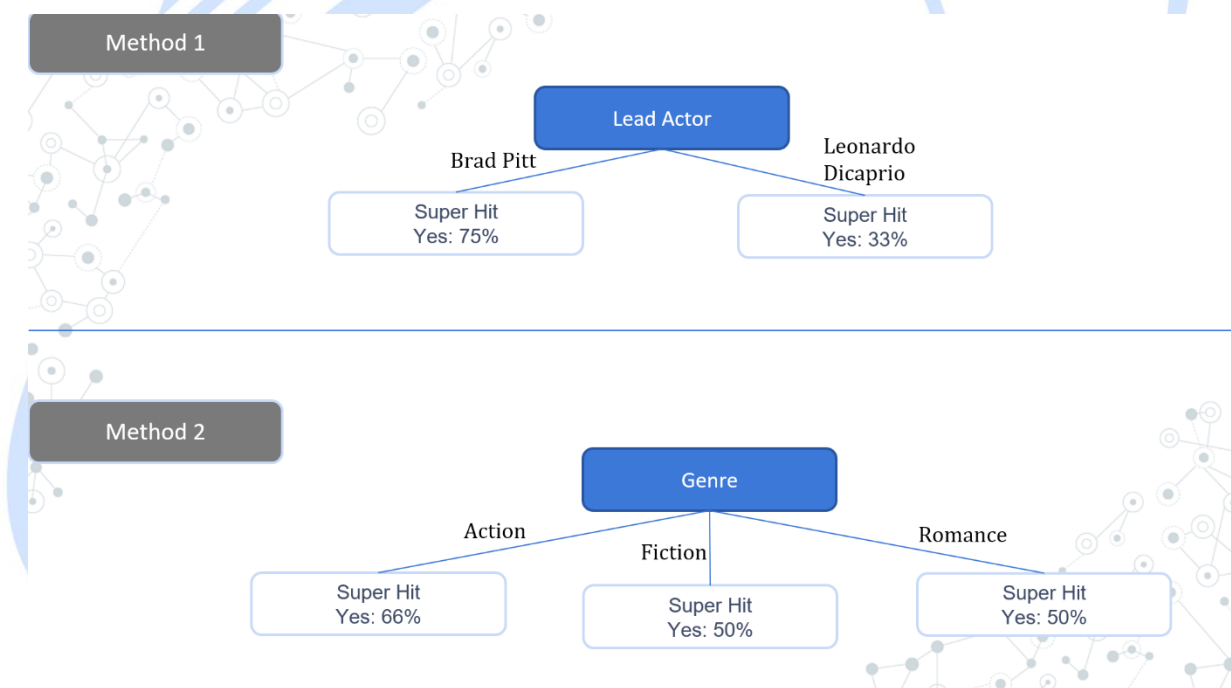 Method 1
Lead Actor
Brad Pitt
Leonardo
Dicaprio
Super Hit
Yes: 75%
Super Hit
Yes: 33%
Method 2
Genre
Action
Fiction
Romance
Super Hit
Yes: 66%
Super Hit
Yes: 50%
Super Hit
Yes: 50%